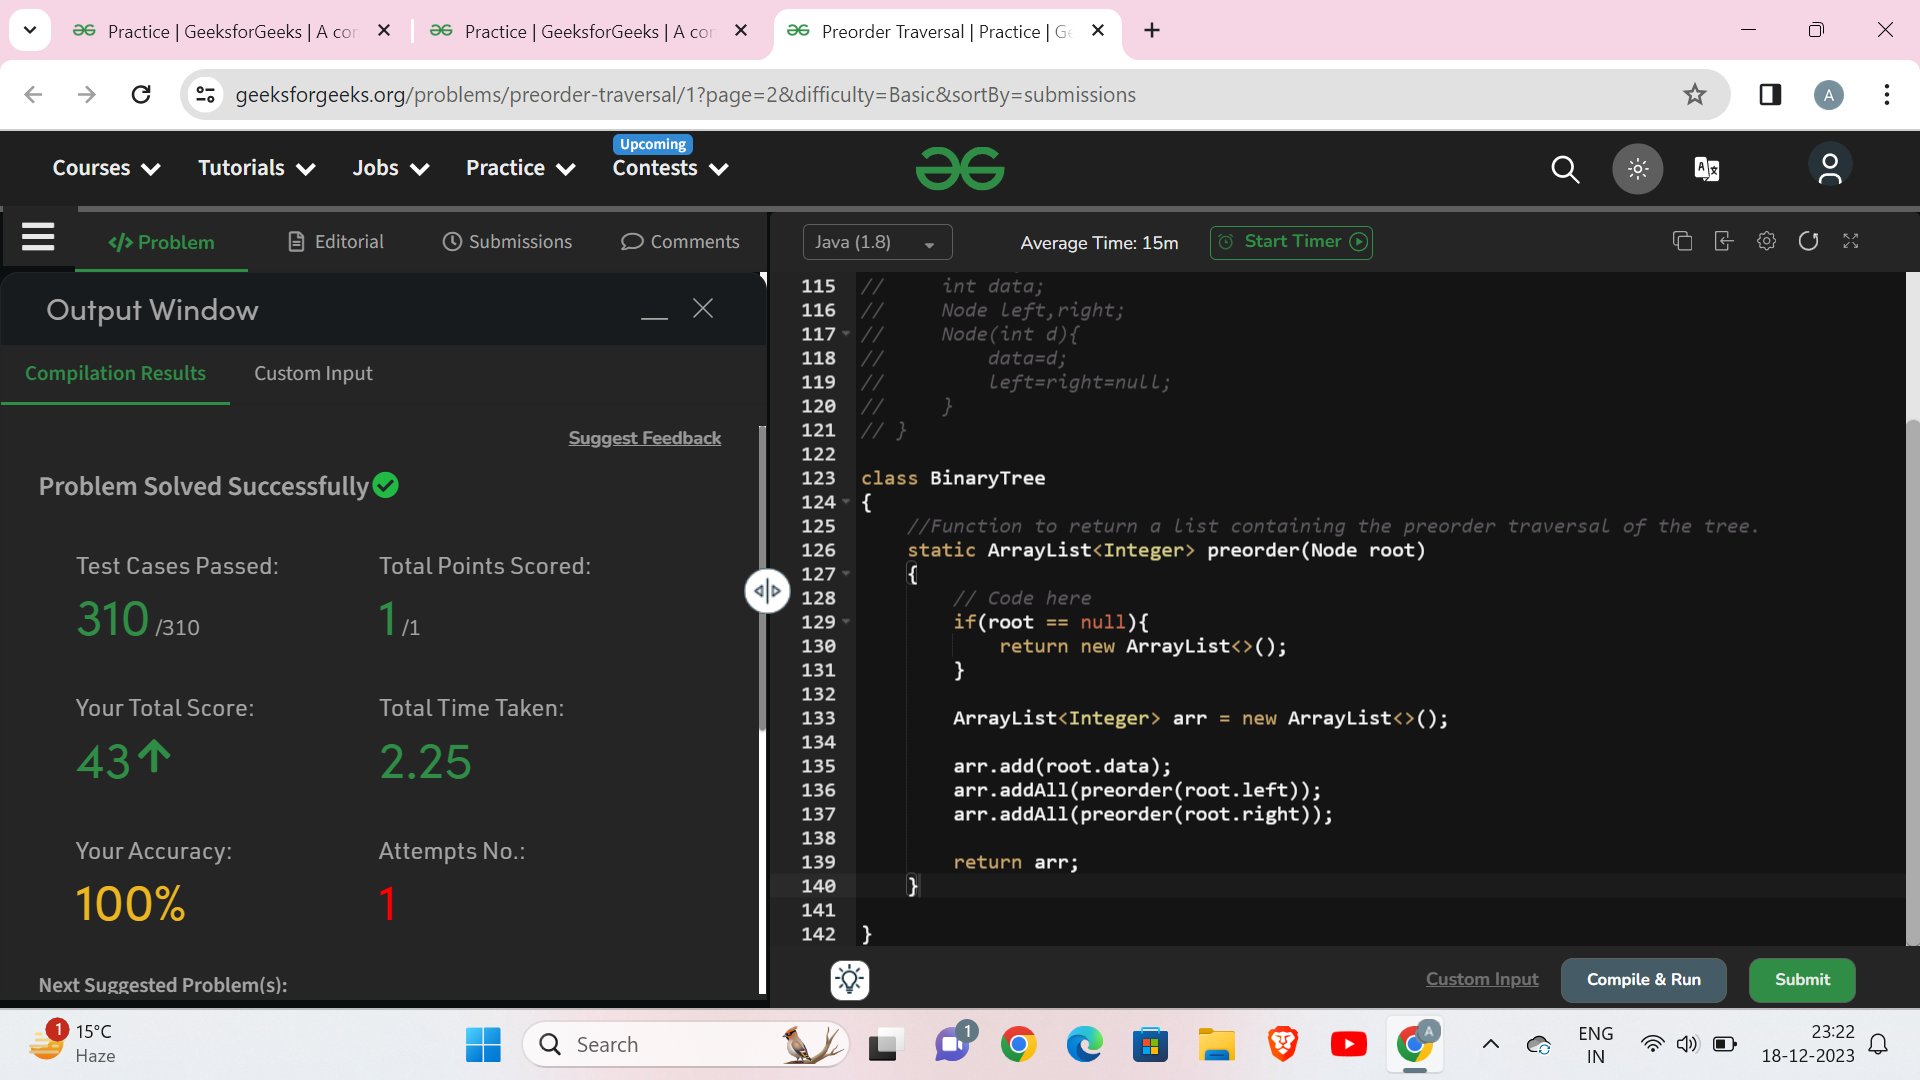 Practice | GeeksforGeeks | A cor
Practice | GeeksforGeeks | A cor
Preorder Traversal | Practice | Ge
geeksforgeeks.org/problems/preorder-traversal/1?page=2&difficulty=Basic&sortBy=submissions
A
Courses
Tutorials
Jobs
Practice
Upcoming
Contests
Problem
Editorial
Submissions
Comments
Java (1.8)
Average Time: 15m
Start Timer
Output Window
Compilation Results
Custom Input
Suggest Feedback
Problem Solved Successfully
Test Cases Passed:
310 /310
Total Points Scored:
1 /1
Your Total Score:
43
Total Time Taken:
2.25
Your Accuracy:
100%
Attempts No.:
1
Next Suggested Problem(s):
115 //     int data;
116 //     Node left,right;
117 //     Node(int d){
118 //         data=d;
119 //         left=right=null;
120 //     }
121 // }
122
123 class BinaryTree
124 {
125     //Function to return a list containing the preorder traversal of the tree.
126     static ArrayList<Integer> preorder(Node root)
127     {
128         // Code here
129         if(root == null){
130             return new ArrayList<>();
131         }
132
133         ArrayList<Integer> arr = new ArrayList<>();
134
135         arr.add(root.data);
136         arr.addAll(preorder(root.left));
137         arr.addAll(preorder(root.right));
138
139         return arr;
140     }
141
142 }
Custom Input
Compile & Run
Submit
1
15°C
Haze
Search
1
A
ENG
IN
23:22
18-12-2023